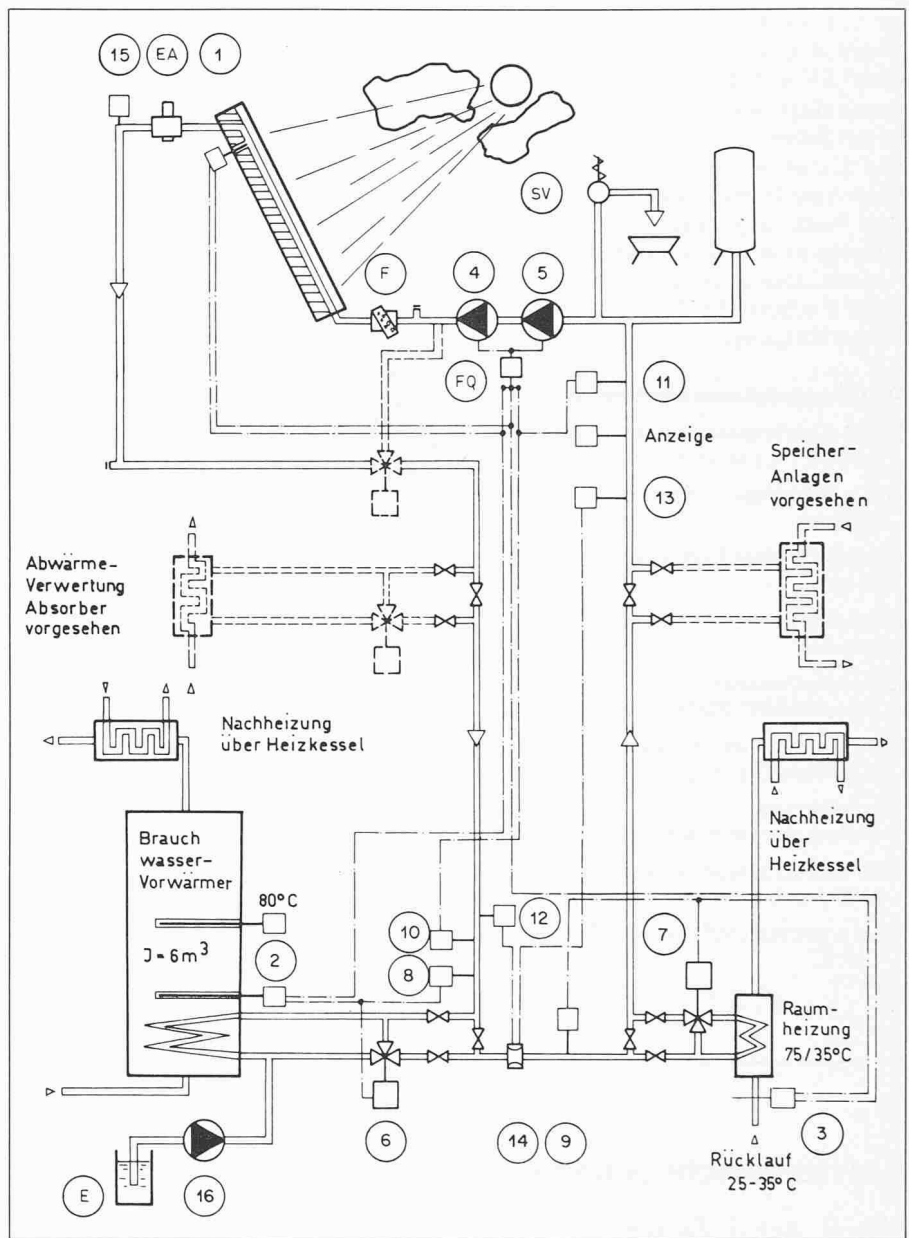 15
EA
1
SV
F
4
5
FQ
11
Anzeige
13
Speicher-
Anlagen
vorgesehen
Abwärme-
Verwertung
Absorber
vorgesehen
Nachheizung
über Heizkessel
Nachheizung
über
Heizkessel
Brauch
wasser-
Vorwärmer
80°C
J = 6m³
2
10
8
12
7
Raum-
heizung
75/35°C
6
14
9
3
Rücklauf
25-35°C
E
16